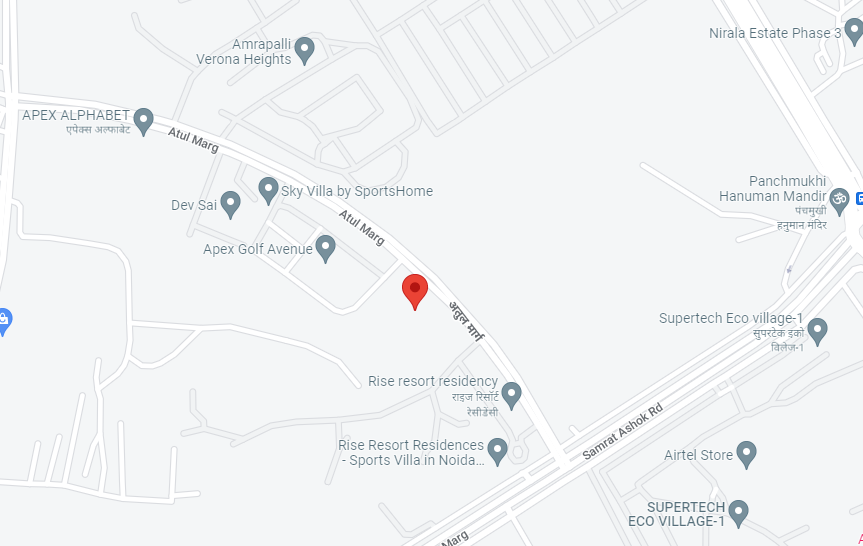 Nirala Estate Phase 3
Amrapalli
Verona Heights
APEX ALPHABET
एपेक्स अल्फाबेट
Atul Marg
Panchmukhi
Hanuman Mandir
पंचमुखी
हनुमान मंदिर
Sky Villa by SportsHome
Dev Sai
Atul Marg
Apex Golf Avenue
अतुल मार्ग
Supertech Eco village-1
सुपरटेक इको
विलेज-1
Rise resort residency
राइज रिसॉर्ट
रेसीडेंसी
Samrat Ashok Rd
Rise Resort Residences
- Sports Villa in Noida...
Airtel Store
SUPERTECH
ECO VILLAGE-1
Marg